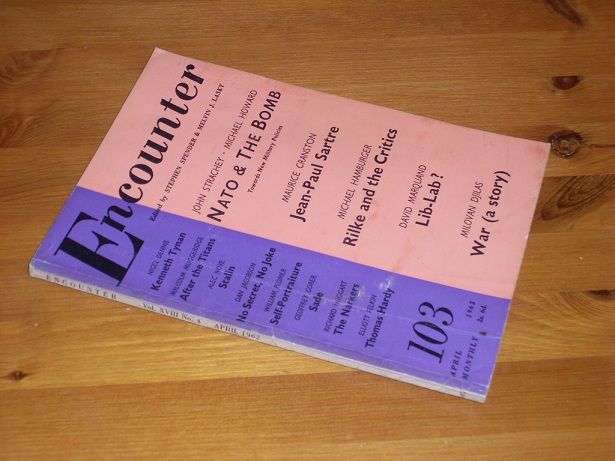 Encounter
Edited by STEPHEN SPENDER & MELVIN J. LASKY
JOHN STRACHEY · MICHAEL HOWARD
NATO & THE BOMB
Towards New Military Policies
MAURICE CRANSTON
Jean-Paul Sartre
MICHAEL HAMBURGER
Rilke and the Critics
DAVID MARQUAND
Lib-Lab?
MILOVAN DJILAS
War (a story)
NIGEL DENNIS
Kenneth Tynan
MALCOLM MUGGERIDGE
After the Titans
ALEC NOVE
Stalin
DAN JACOBSON
No Secret, No Joke
WILLIAM PLOMER
Self-Portraiture
GEOFFREY GORER
Sade
RICHARD HOGGART
The Narkers
ELLIOTT FELKIN
Thomas Hardy
103
APRIL 1962
MONTHLY 3s. 6d.
ENCOUNTER Vol. XVIII No. 4 APRIL 1962